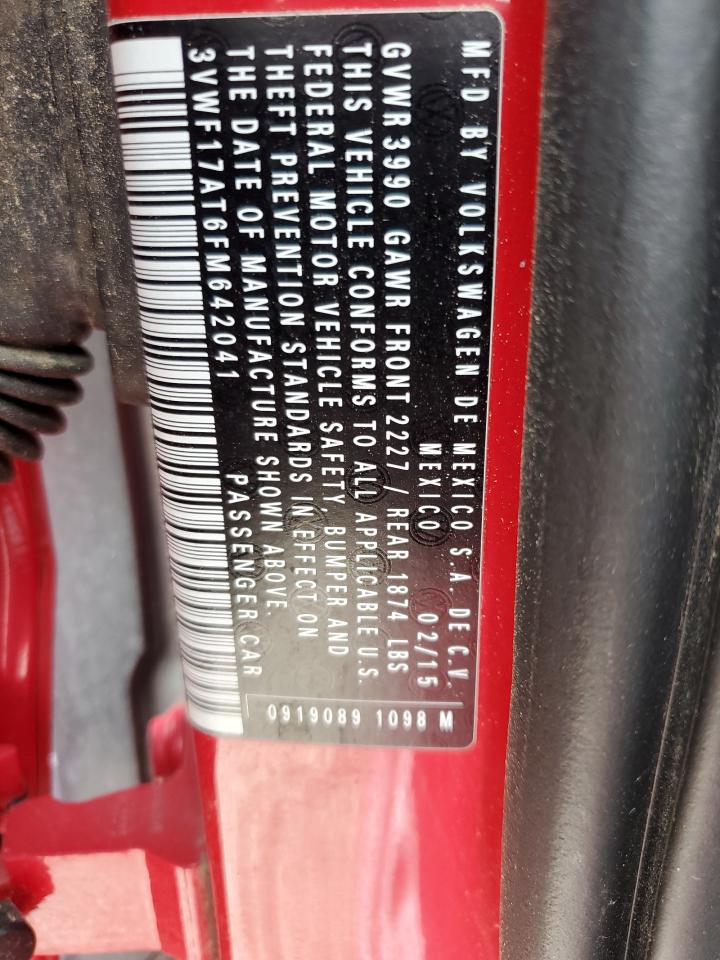 MFD BY VOLKSWAGEN DE MEXICO S.A. DE C.V.
MEXICO 02/15
GVWR 3990 GAWR FRONT 2227 / REAR 1874 LBS
THIS VEHICLE CONFORMS TO ALL APPLICABLE U.S.
FEDERAL MOTOR VEHICLE SAFETY, BUMPER AND
THEFT PREVENTION STANDARDS IN EFFECT ON
THE DATE OF MANUFACTURE SHOWN ABOVE.
3VWF17AT6FM642041 PASSENGER CAR
0919089 1098 M